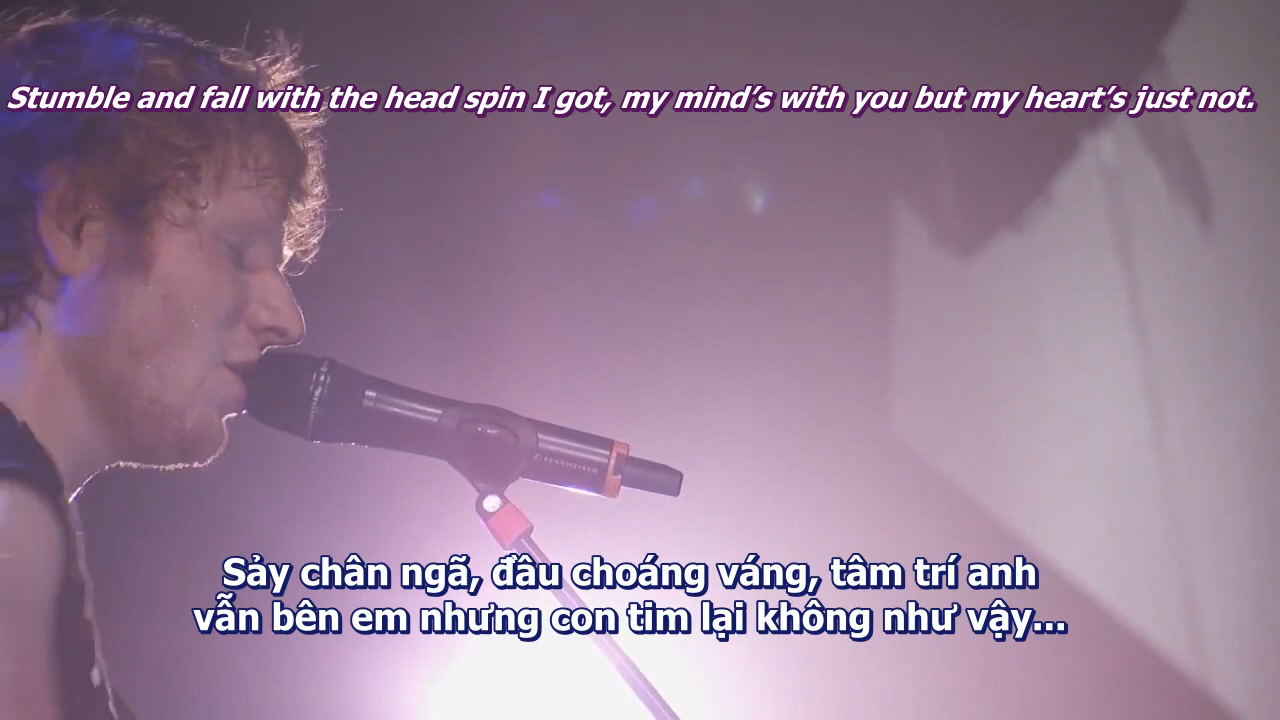 Stumble and fall with the head spin I got, my mind’s with you but my heart’s just not.
SENNHEISER
Sảy chân ngã, đầu choáng váng, tâm trí anh
vẫn bên em nhưng con tim lại không như vậy...